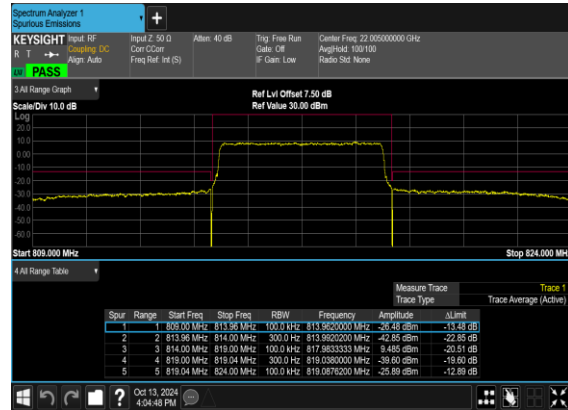 Spectrum Analyzer 1
Spurious Emissions
KEYSIGHT Input: RF Input Z: 50 Ω Atten: 40 dB Trig: Free Run Center Freq: 22.005000000 GHz
R T Coupling: DC Corr CCorr Gate: Off Avg|Hold: 100/100
Align: Auto Freq Ref: Int (S) IF Gain: Low Radio Std: None
PASS
3 All Range Graph
Ref Lvl Offset 7.50 dB
Scale/Div 10.0 dB Ref Value 30.00 dBm
Log
20.0
10.0
0.00
-10.0
-20.0
-30.0
-40.0
-50.0
-60.0
Start 809.000 MHz Stop 824.000 MH
4 All Range Table
Measure Trace Trace 1
Trace Type Trace Average (Active)
Spur Range Start Freq Stop Freq RBW Frequency Amplitude ΔLimit
1 1 809.00 MHz 813.96 MHz 100.0 kHz 813.9620000 MHz -26.48 dBm -13.48 dB
2 2 813.96 MHz 814.00 MHz 300.0 Hz 813.9920200 MHz -42.85 dBm -22.85 dB
3 3 814.00 MHz 819.00 MHz 100.0 kHz 817.9833333 MHz 9.485 dBm -20.51 dB
4 4 819.00 MHz 819.04 MHz 300.0 Hz 819.0380000 MHz -39.60 dBm -19.60 dB
5 5 819.04 MHz 824.00 MHz 100.0 kHz 819.0876200 MHz -25.89 dBm -12.89 dB
? Oct 13, 2024
4:04:48 PM